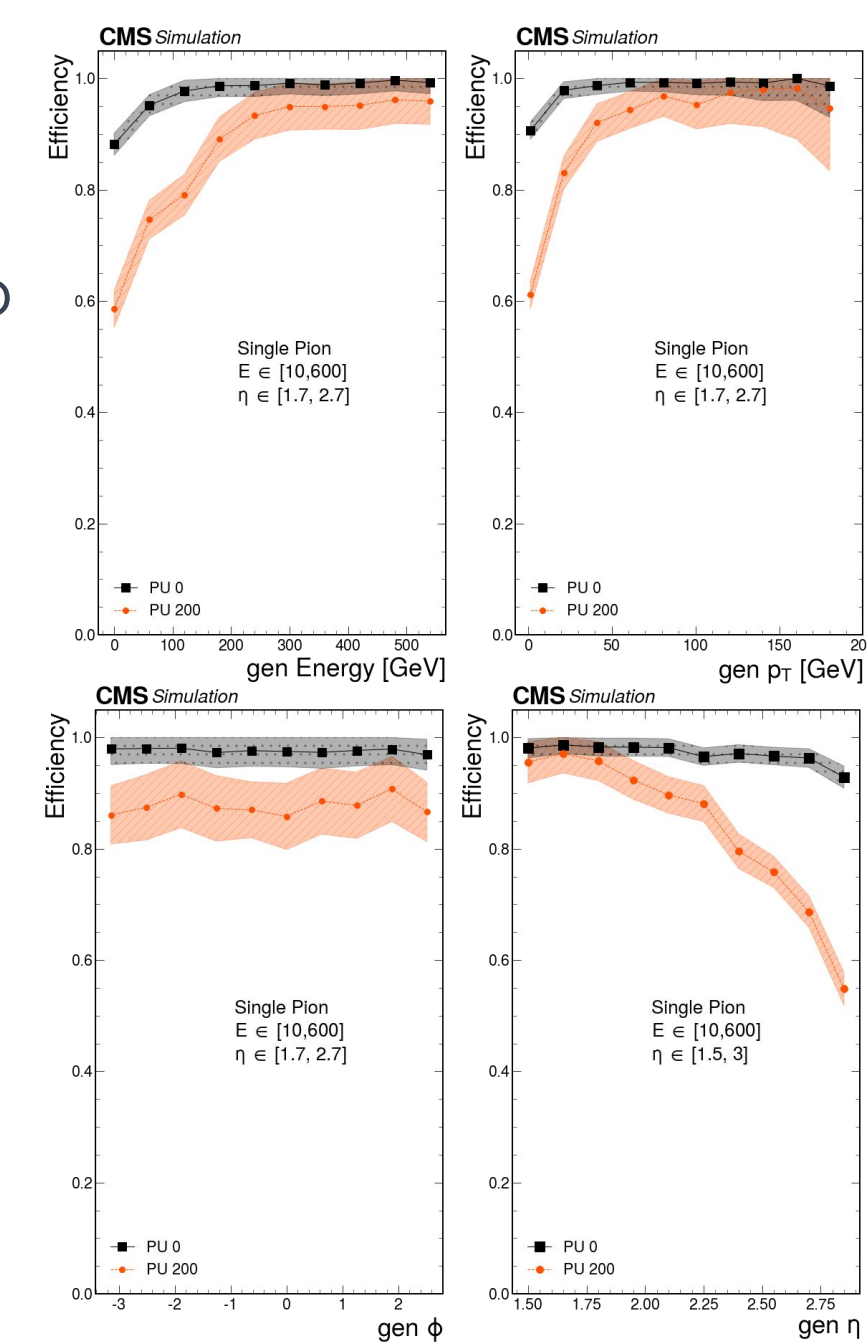 CMS Simulation
Efficiency
1.0
0.8
0.6
0.4
0.2
0.0
Single Pion
E ∈ [10,600]
η ∈ [1.7, 2.7]
PU 0
PU 200
0 100 200 300 400 500
gen Energy [GeV]
CMS Simulation
Efficiency
1.0
0.8
0.6
0.4
0.2
0.0
Single Pion
E ∈ [10,600]
η ∈ [1.7, 2.7]
PU 0
PU 200
0 50 100 150 20
gen pT [GeV]
CMS Simulation
Efficiency
1.0
0.8
0.6
0.4
0.2
0.0
Single Pion
E ∈ [10,600]
η ∈ [1.7, 2.7]
PU 0
PU 200
-3 -2 -1 0 1 2
gen ϕ
CMS Simulation
Efficiency
1.0
0.8
0.6
0.4
0.2
0.0
Single Pion
E ∈ [10,600]
η ∈ [1.5, 3]
PU 0
PU 200
1.50 1.75 2.00 2.25 2.50 2.75
gen η